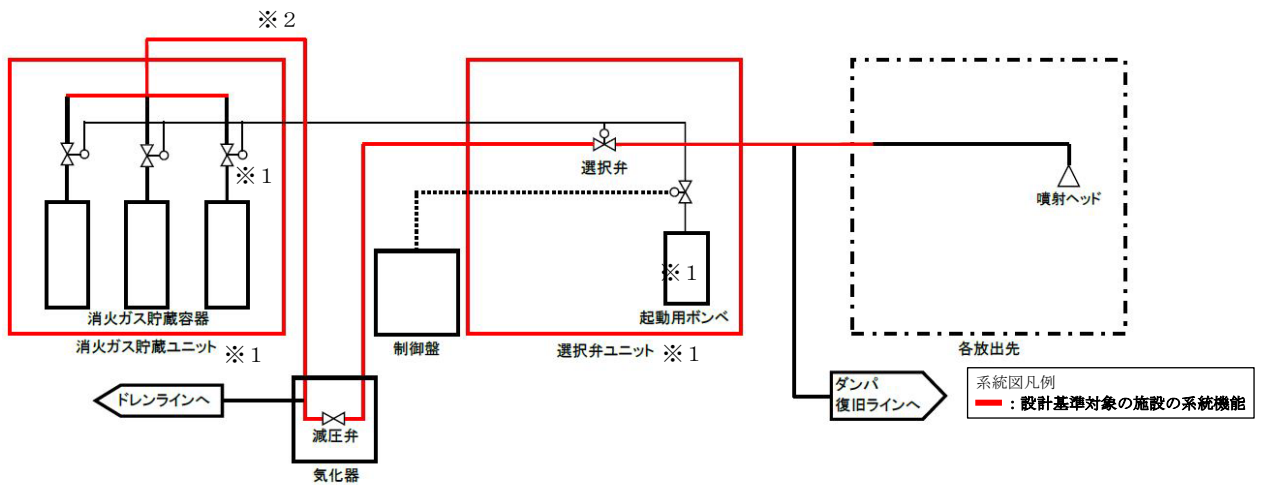 ※2
※1
消火ガス貯蔵容器
消火ガス貯蔵ユニット ※1
選択弁
※1
起動用ボンベ
選択弁ユニット ※1
制御盤
噴射ヘッド
各放出先
ドレンラインへ
減圧弁
気化器
ダンパ
復旧ラインへ
系統図凡例
:設計基準対象の施設の系統機能